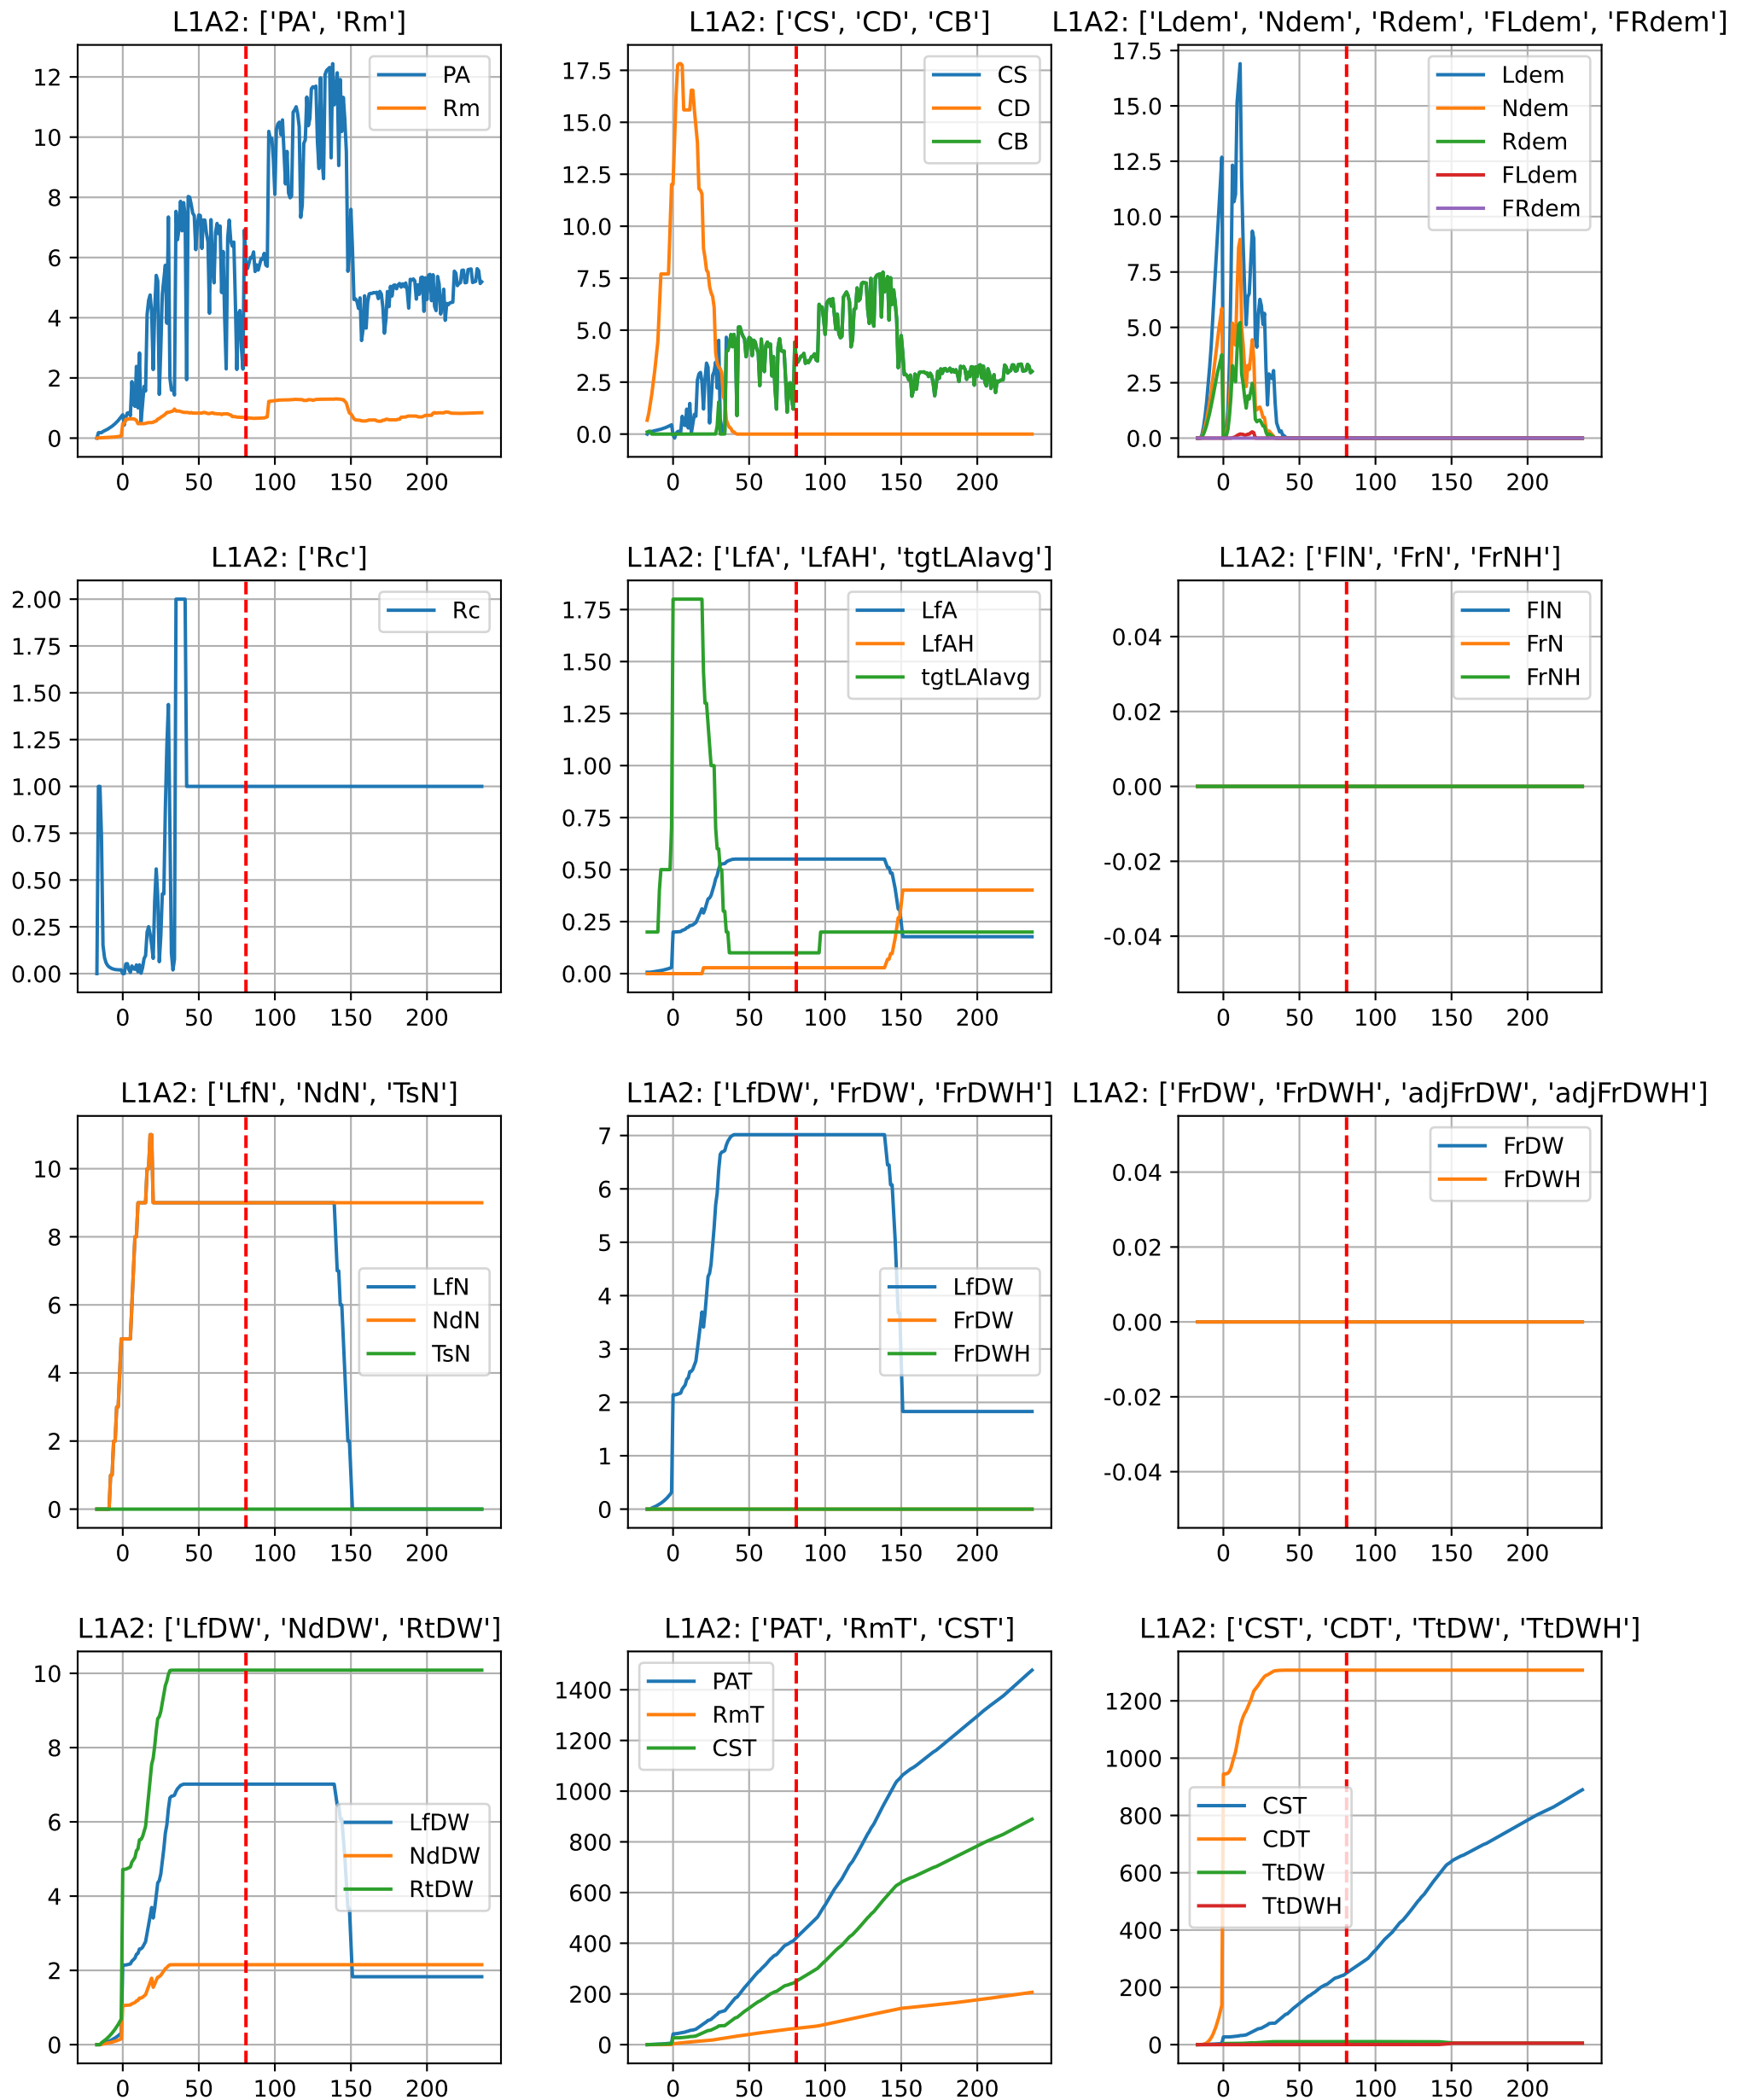 L1A2: ['PA', 'Rm']
12
10
8
6
4
2
0
0 50 100 150 200
PA
Rm
L1A2: ['CS', 'CD', 'CB']
17.5
15.0
12.5
10.0
7.5
5.0
2.5
0.0
0 50 100 150 200
CS
CD
CB
L1A2: ['Ldem', 'Ndem', 'Rdem', 'FLdem', 'FRdem']
17.5
15.0
12.5
10.0
7.5
5.0
2.5
0.0
0 50 100 150 200
Ldem
Ndem
Rdem
FLdem
FRdem
L1A2: ['Rc']
2.00
1.75
1.50
1.25
1.00
0.75
0.50
0.25
0.00
0 50 100 150 200
Rc
L1A2: ['LfA', 'LfAH', 'tgtLAIavg']
1.75
1.50
1.25
1.00
0.75
0.50
0.25
0.00
0 50 100 150 200
LfA
LfAH
tgtLAIavg
L1A2: ['FlN', 'FrN', 'FrNH']
0.04
0.02
0.00
-0.02
-0.04
0 50 100 150 200
FlN
FrN
FrNH
L1A2: ['LfN', 'NdN', 'TsN']
10
8
6
4
2
0
0 50 100 150 200
LfN
NdN
TsN
L1A2: ['LfDW', 'FrDW', 'FrDWH']
7
6
5
4
3
2
1
0
0 50 100 150 200
LfDW
FrDW
FrDWH
L1A2: ['FrDW', 'FrDWH', 'adjFrDW', 'adjFrDWH']
0.04
0.02
0.00
-0.02
-0.04
0 50 100 150 200
FrDW
FrDWH
L1A2: ['LfDW', 'NdDW', 'RtDW']
10
8
6
4
2
0
0 50 100 150 200
LfDW
NdDW
RtDW
L1A2: ['PAT', 'RmT', 'CST']
1400
1200
1000
800
600
400
200
0
0 50 100 150 200
PAT
RmT
CST
L1A2: ['CST', 'CDT', 'TtDW', 'TtDWH']
1200
1000
800
600
400
200
0
0 50 100 150 200
CST
CDT
TtDW
TtDWH